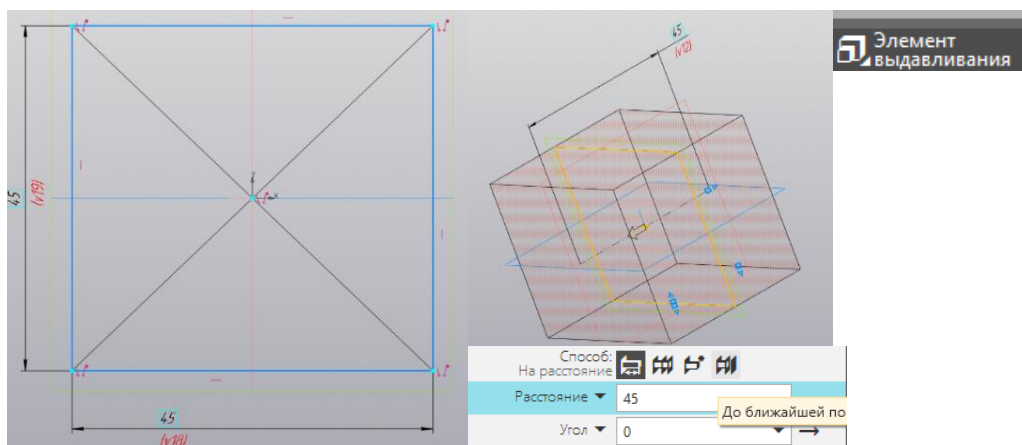 45
(v19)
45
(v18)
45
(v12)
Элемент
выдавливания
Способ:
На расстояние
Расстояние
45
До ближайшей по
Угол
0